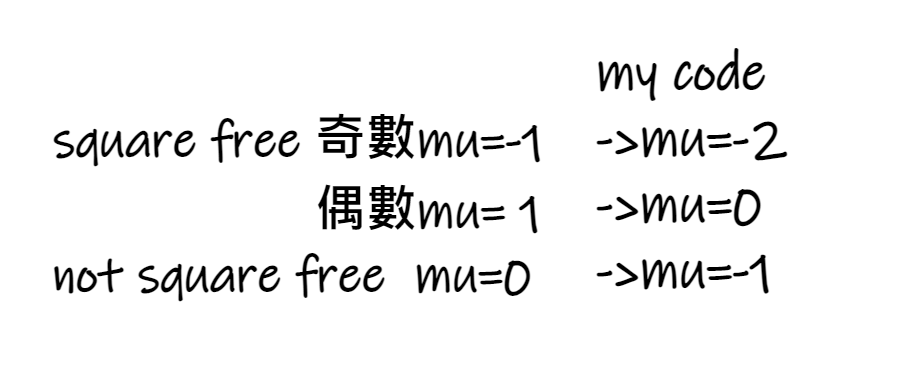 my code
square free 奇數mu=-1 ->mu=-2
偶數mu= 1 ->mu=0
not square free mu=0 ->mu=-1